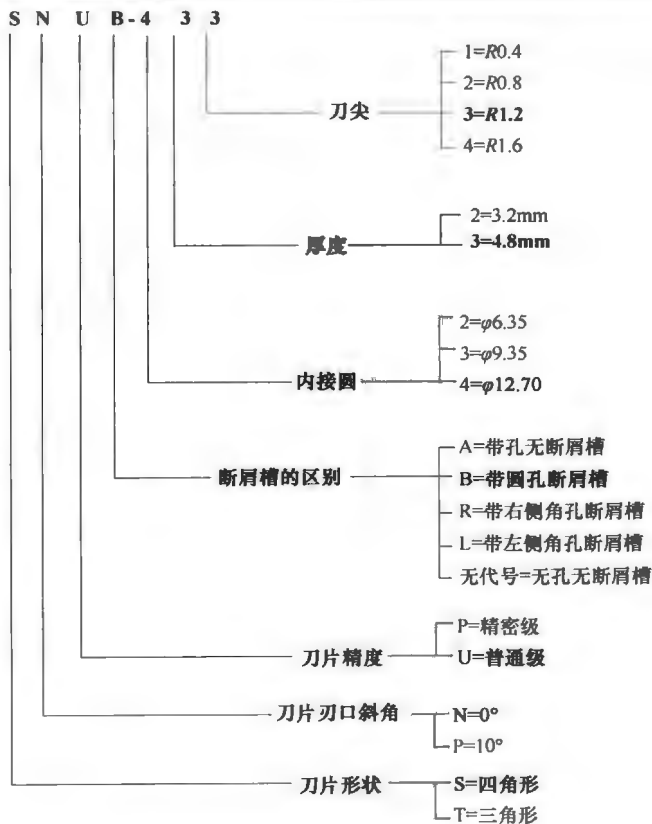 S N U B-4 3 3
1=R0.4
2=R0.8
刀尖
3=R1.2
4=R1.6
2=3.2mm
厚度
3=4.8mm
2=φ6.35
3=φ9.35
内接圆
4=φ12.70
A=带孔无断屑槽
断屑槽的区别
B=带圆孔断屑槽
R=带右侧角孔断屑槽
L=带左侧角孔断屑槽
无代号=无孔无断屑槽
P=精密级
刀片精度
U=普通级
刀片刃口斜角
N=0°
P=10°
刀片形状
S=四角形
T=三角形